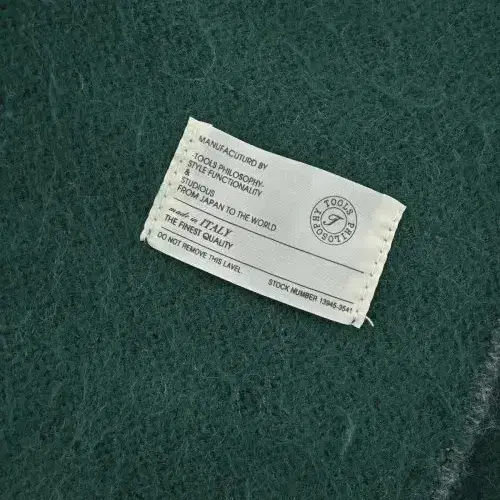 MANUFACUTURD BY
TOOLS PHILOSOPHY-
STYLE FUNCTIONALITY
&
STUDIOUS
FROM JAPAN TO THE WORLD
made in ITALY
THE FINEST QUALITY
DO NOT REMOVE THIS LAVEL.
STOCK NUMBER 13945-3541
TOOLS PHILOSOPHY